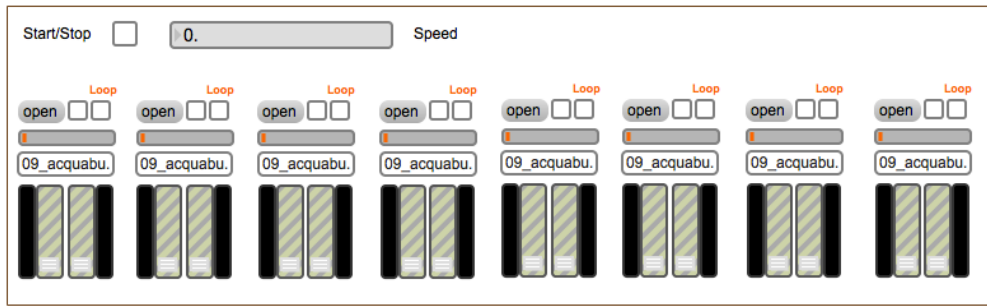 Start/Stop 0. Speed
Loop Loop Loop Loop Loop Loop Loop Loop
open open open open open open open open
09_acquabu. 09_acquabu. 09_acquabu. 09_acquabu. 09_acquabu. 09_acquabu. 09_acquabu. 09_acquabu.